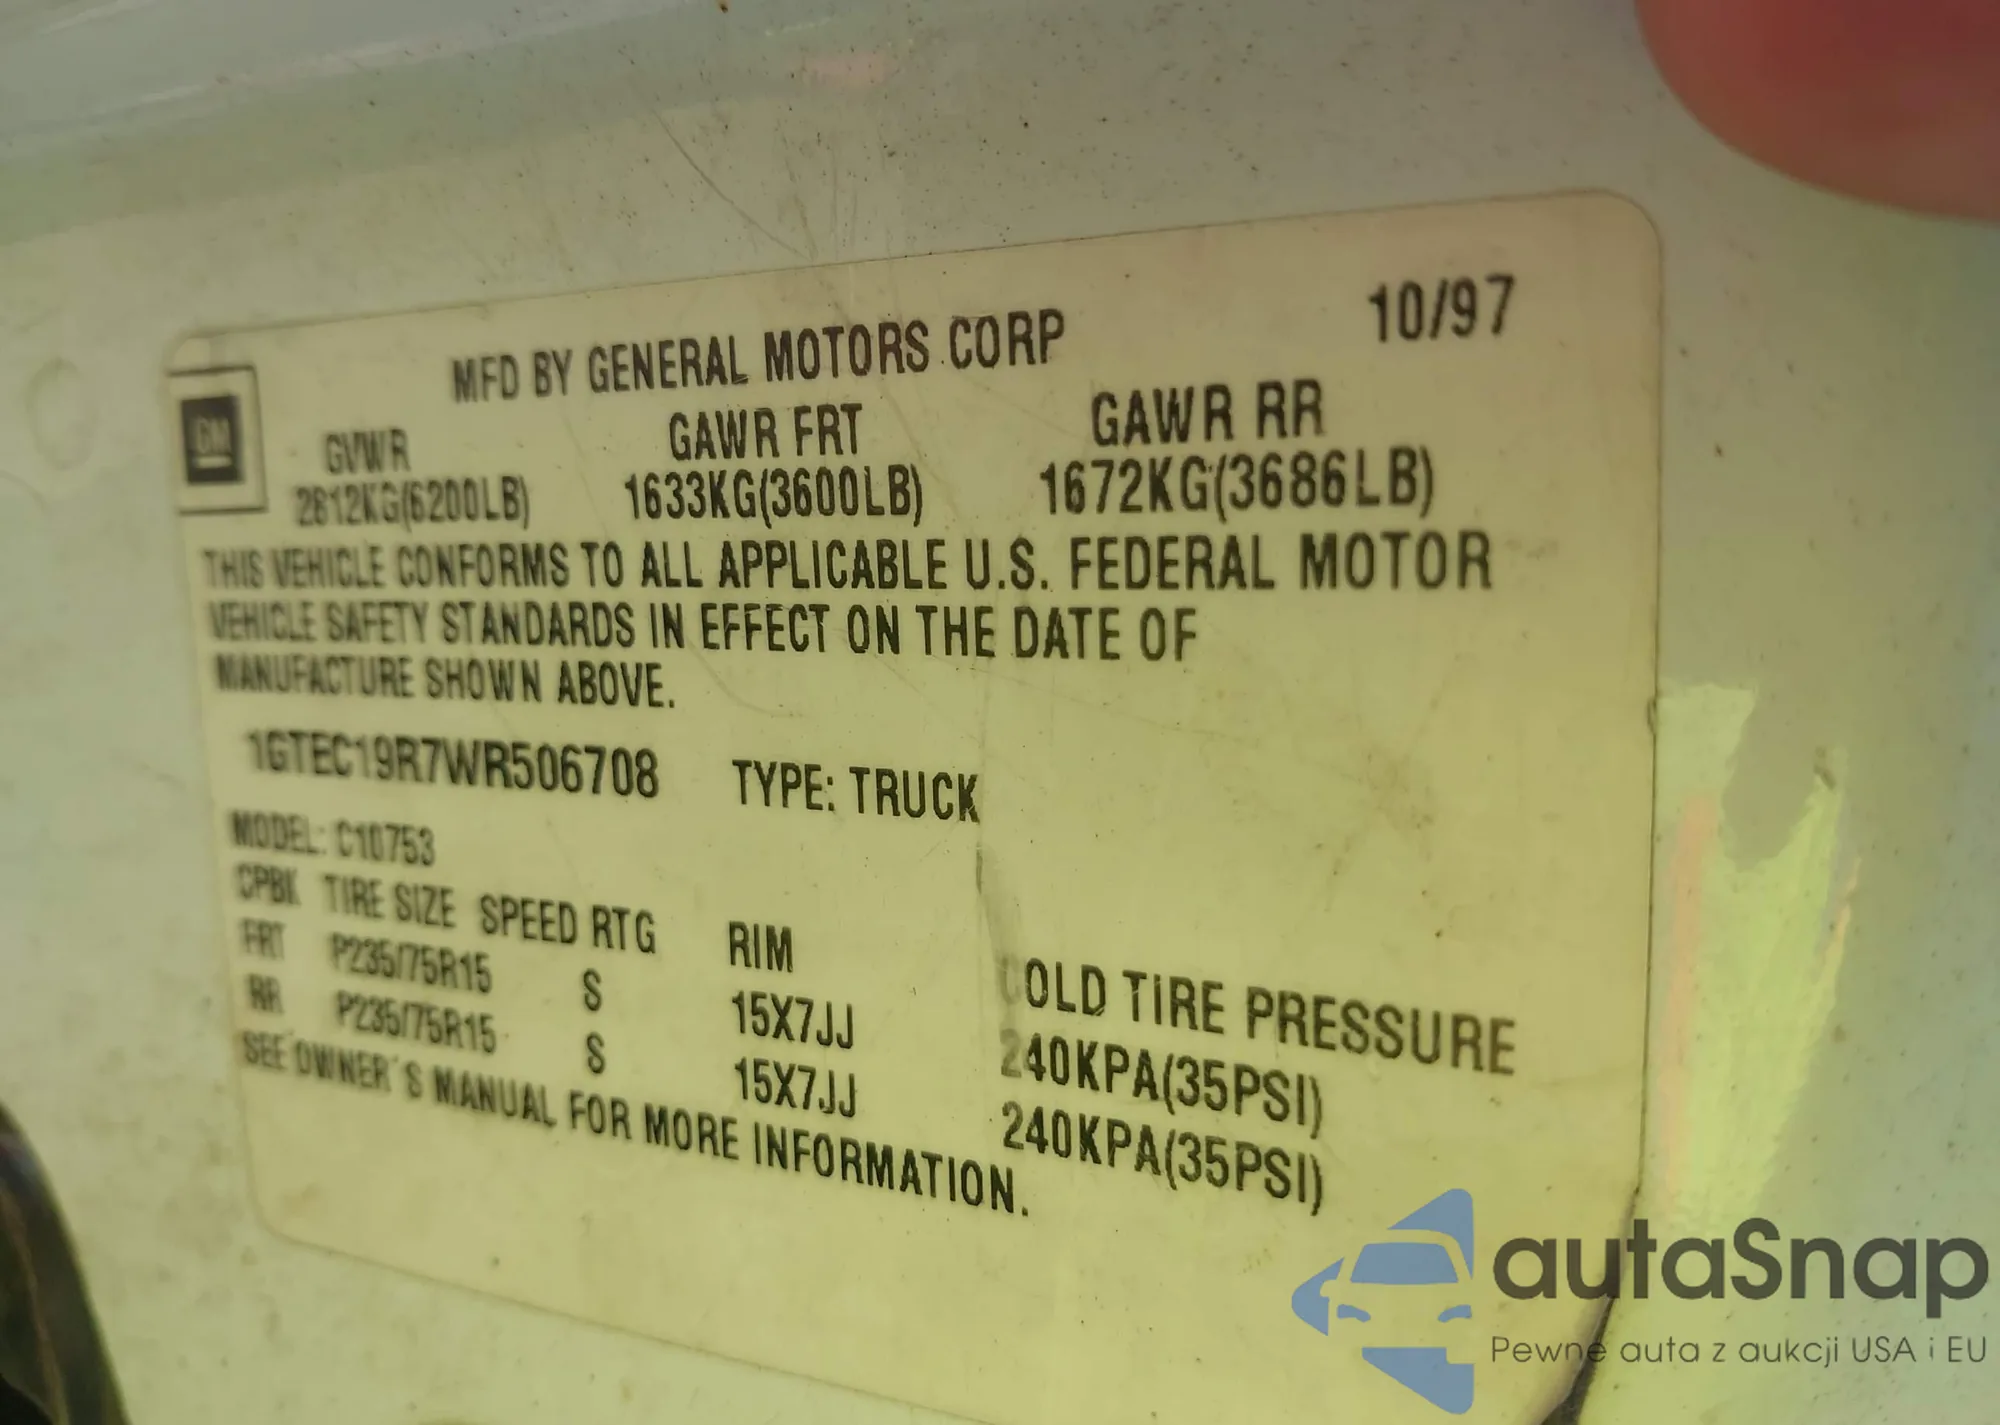 MFD BY GENERAL MOTORS CORP 10/97
GM
GVWR GAWR FRT GAWR RR
2812KG(6200LB) 1633KG(3600LB) 1672KG(3686LB)
THIS VEHICLE CONFORMS TO ALL APPLICABLE U.S. FEDERAL MOTOR
VEHICLE SAFETY STANDARDS IN EFFECT ON THE DATE OF
MANUFACTURE SHOWN ABOVE.
1GTEC19R7WR506708 TYPE: TRUCK
MODEL: C10753
CPBK TIRE SIZE SPEED RTG RIM COLD TIRE PRESSURE
FRT P235/75R15 S 15X7JJ 240KPA(35PSI)
RR P235/75R15 S 15X7JJ 240KPA(35PSI)
SEE OWNER'S MANUAL FOR MORE INFORMATION.
autaSnap
Pewne auta z aukcji USA i EU